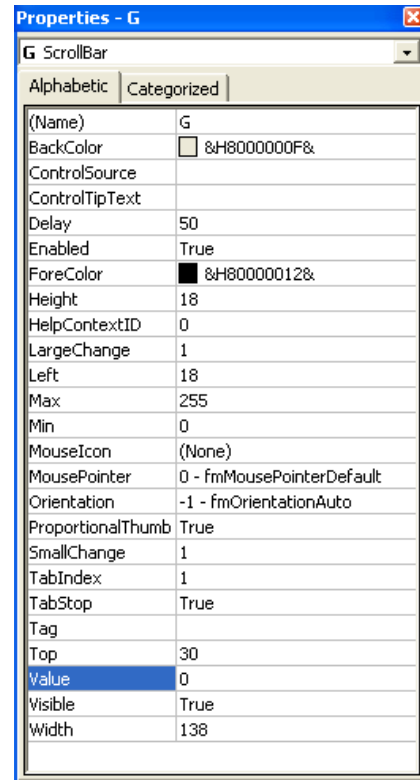 Properties - G
G ScrollBar
Alphabetic Categorized
(Name) G
BackColor &H8000000F&
ControlSource
ControlTipText
Delay 50
Enabled True
ForeColor &H80000012&
Height 18
HelpContextID 0
LargeChange 1
Left 18
Max 255
Min 0
MouseIcon (None)
MousePointer 0 - fmMousePointerDefault
Orientation -1 - fmOrientationAuto
ProportionalThumb True
SmallChange 1
TabIndex 1
TabStop True
Tag
Top 30
Value 0
Visible True
Width 138